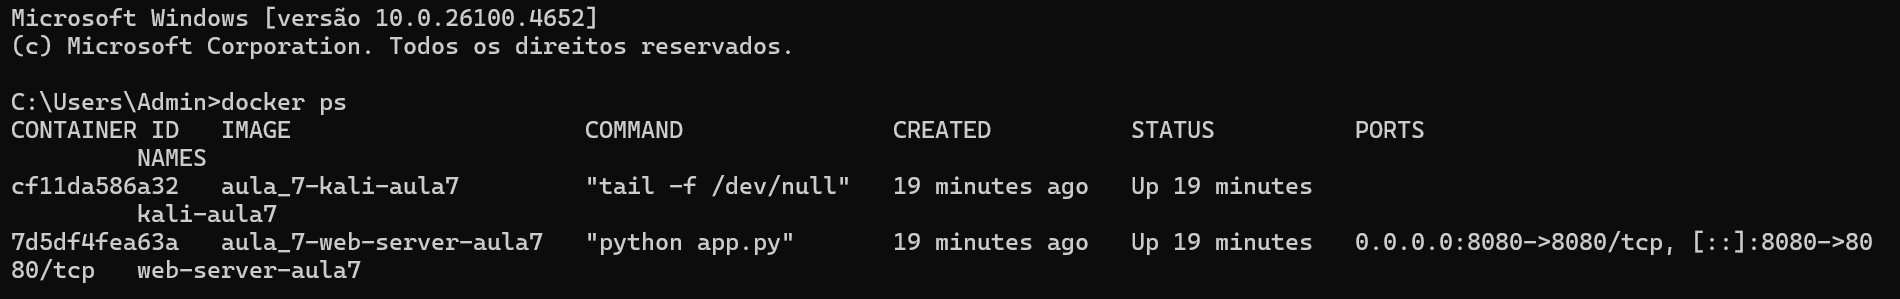 Microsoft Windows [versão 10.0.26100.4652]
(c) Microsoft Corporation. Todos os direitos reservados.
C:\Users\Admin>docker ps
CONTAINER ID   IMAGE                     COMMAND               CREATED          STATUS          PORTS
         NAMES
cf11da586a32   aula_7-kali-aula7         "tail -f /dev/null"   19 minutes ago   Up 19 minutes
         kali-aula7
7d5df4fea63a   aula_7-web-server-aula7   "python app.py"       19 minutes ago   Up 19 minutes   0.0.0.0:8080->8080/tcp, [::]:8080->80
80/tcp   web-server-aula7